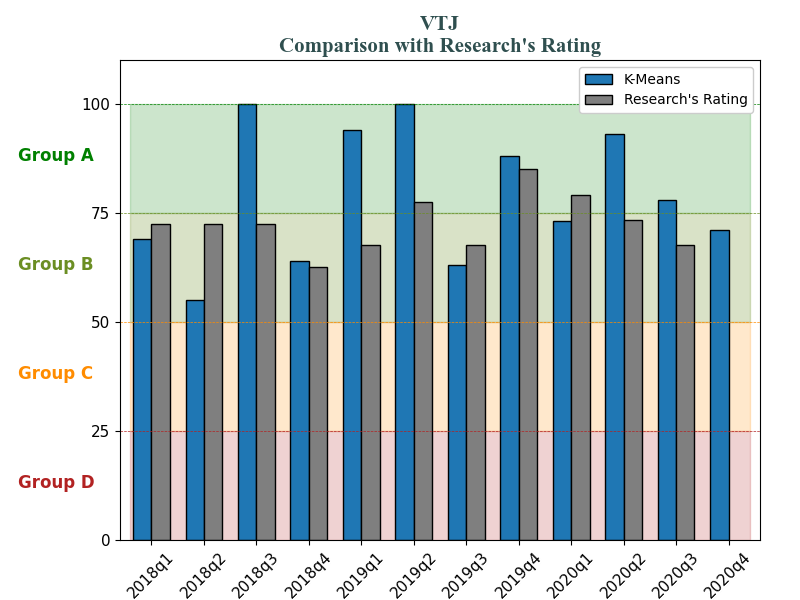 VTJ
Comparison with Research's Rating
K-Means
Research's Rating
100
Group A
75
Group B
50
Group C
25
Group D
0
2018q1
2018q2
2018q3
2018q4
2019q1
2019q2
2019q3
2019q4
2020q1
2020q2
2020q3
2020q4